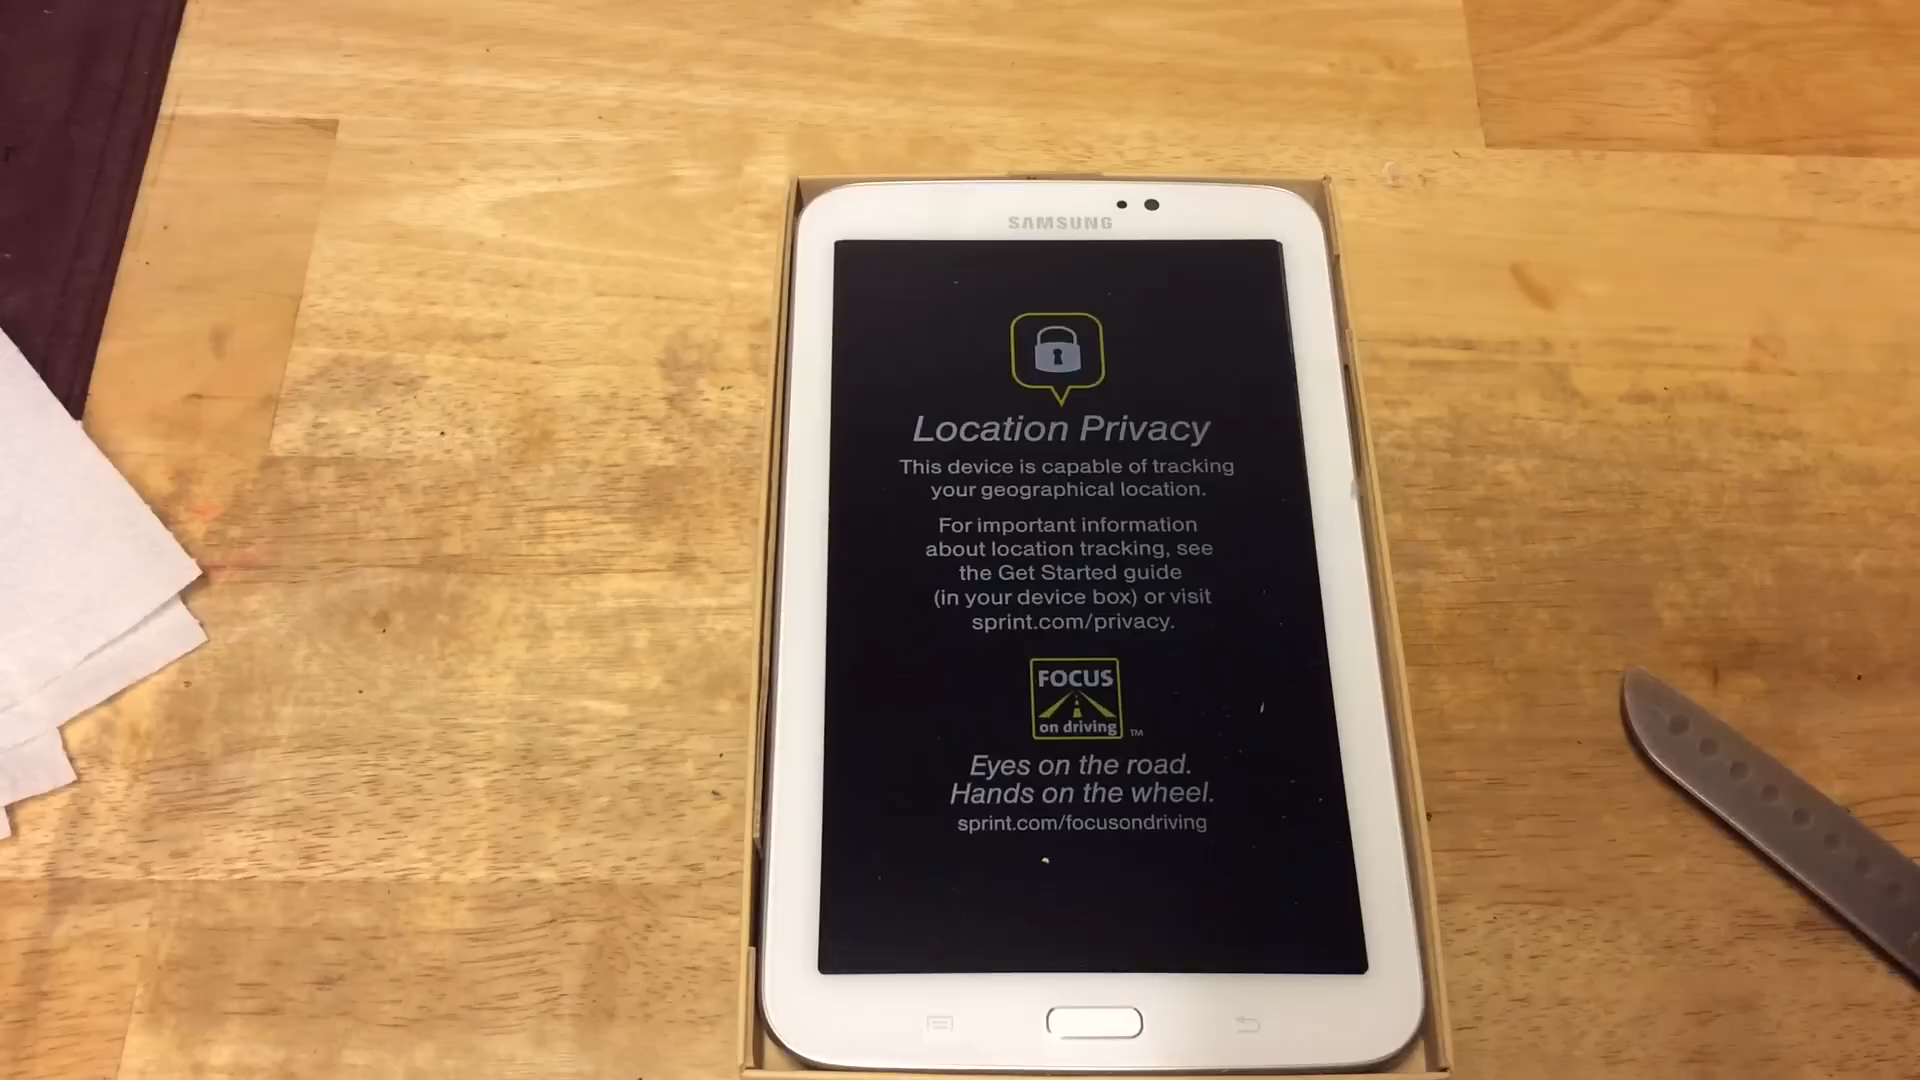 SAMSUNG
Location Privacy
This device is capable of tracking
your geographical location.
For important information
about location tracking, see
the Get Started guide
(in your device box) or visit
sprint.com/privacy.
FOCUS
on driving TM
Eyes on the road.
Hands on the wheel.
sprint.com/focusondriving